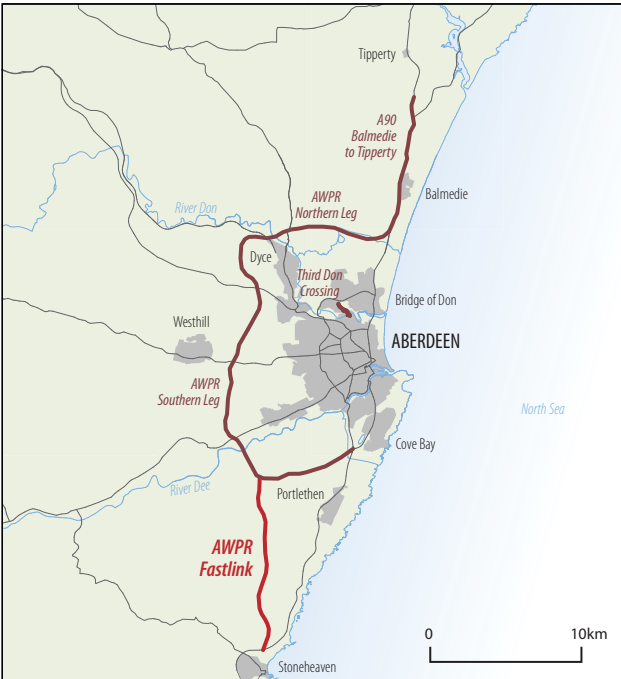 Tipperty
A90
Balmedie
to Tipperty
Balmedie
River Don
AWPR
Northern Leg
Dyce
Third Don
Crossing
Bridge of Don
Westhill
ABERDEEN
AWPR
Southern Leg
North Sea
Cove Bay
River Dee
Portlethen
AWPR
Fastlink
0
10km
Stoneheaven